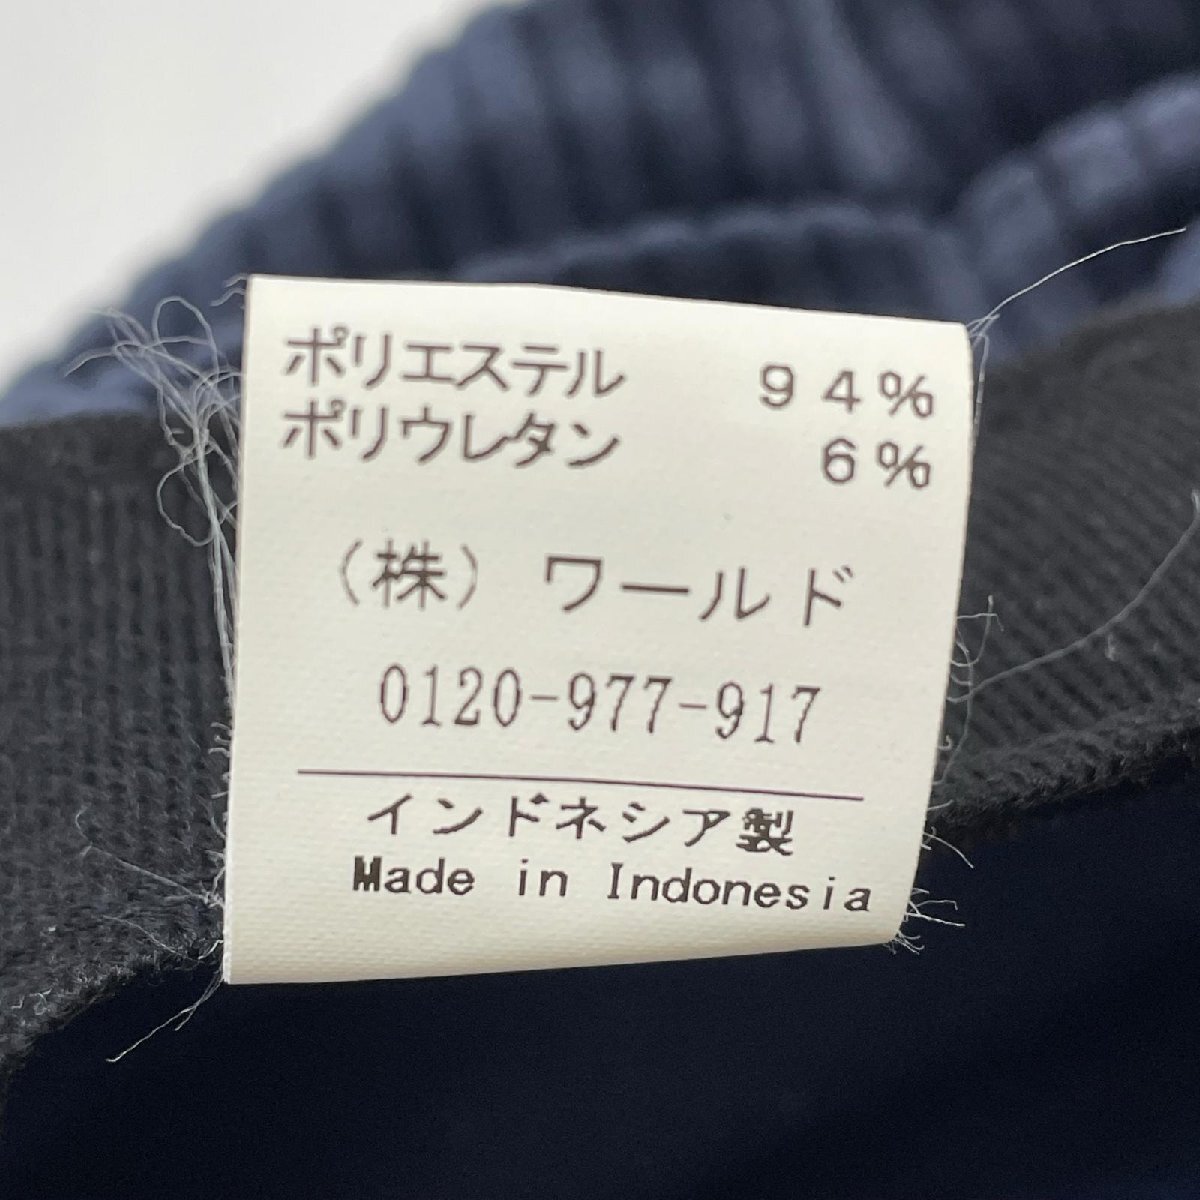 ポリエステル 94%
ポリウレタン 6%
(株) ワールド
0120-977-917
インドネシア製
Made in Indonesia